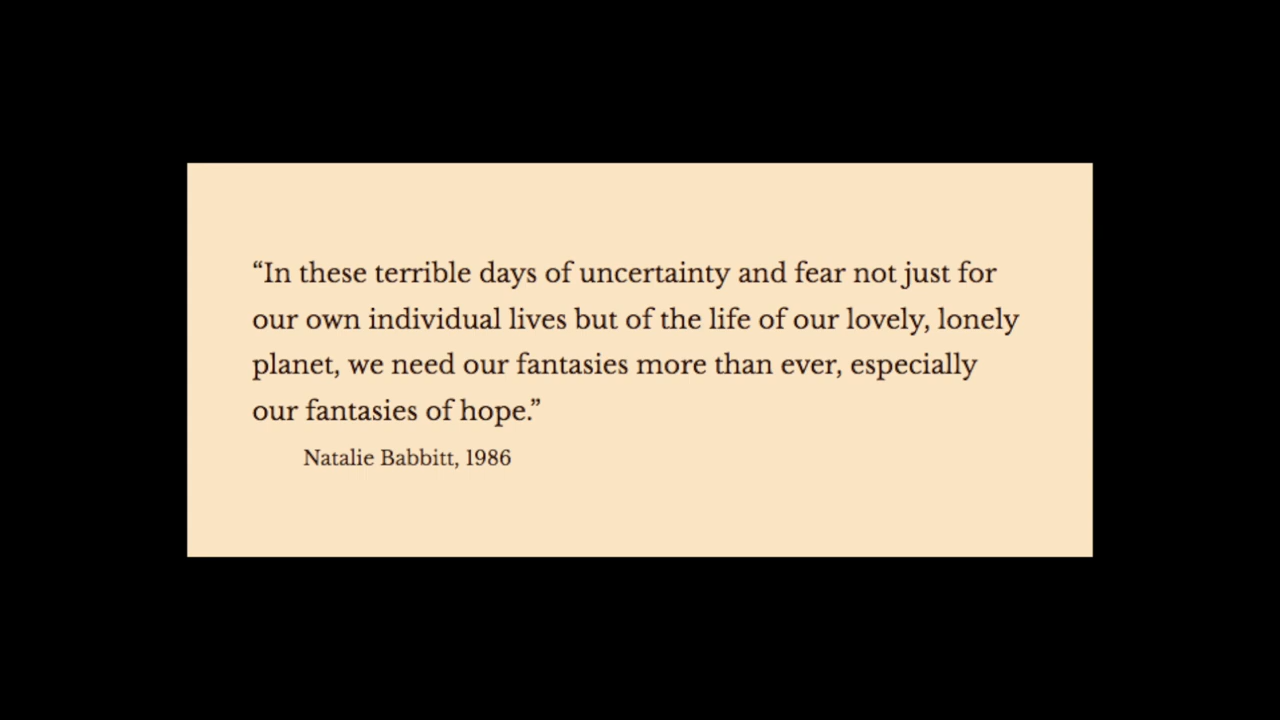 “In these terrible days of uncertainty and fear not just for
our own individual lives but of the life of our lovely, lonely
planet, we need our fantasies more than ever, especially
our fantasies of hope.”
Natalie Babbitt, 1986